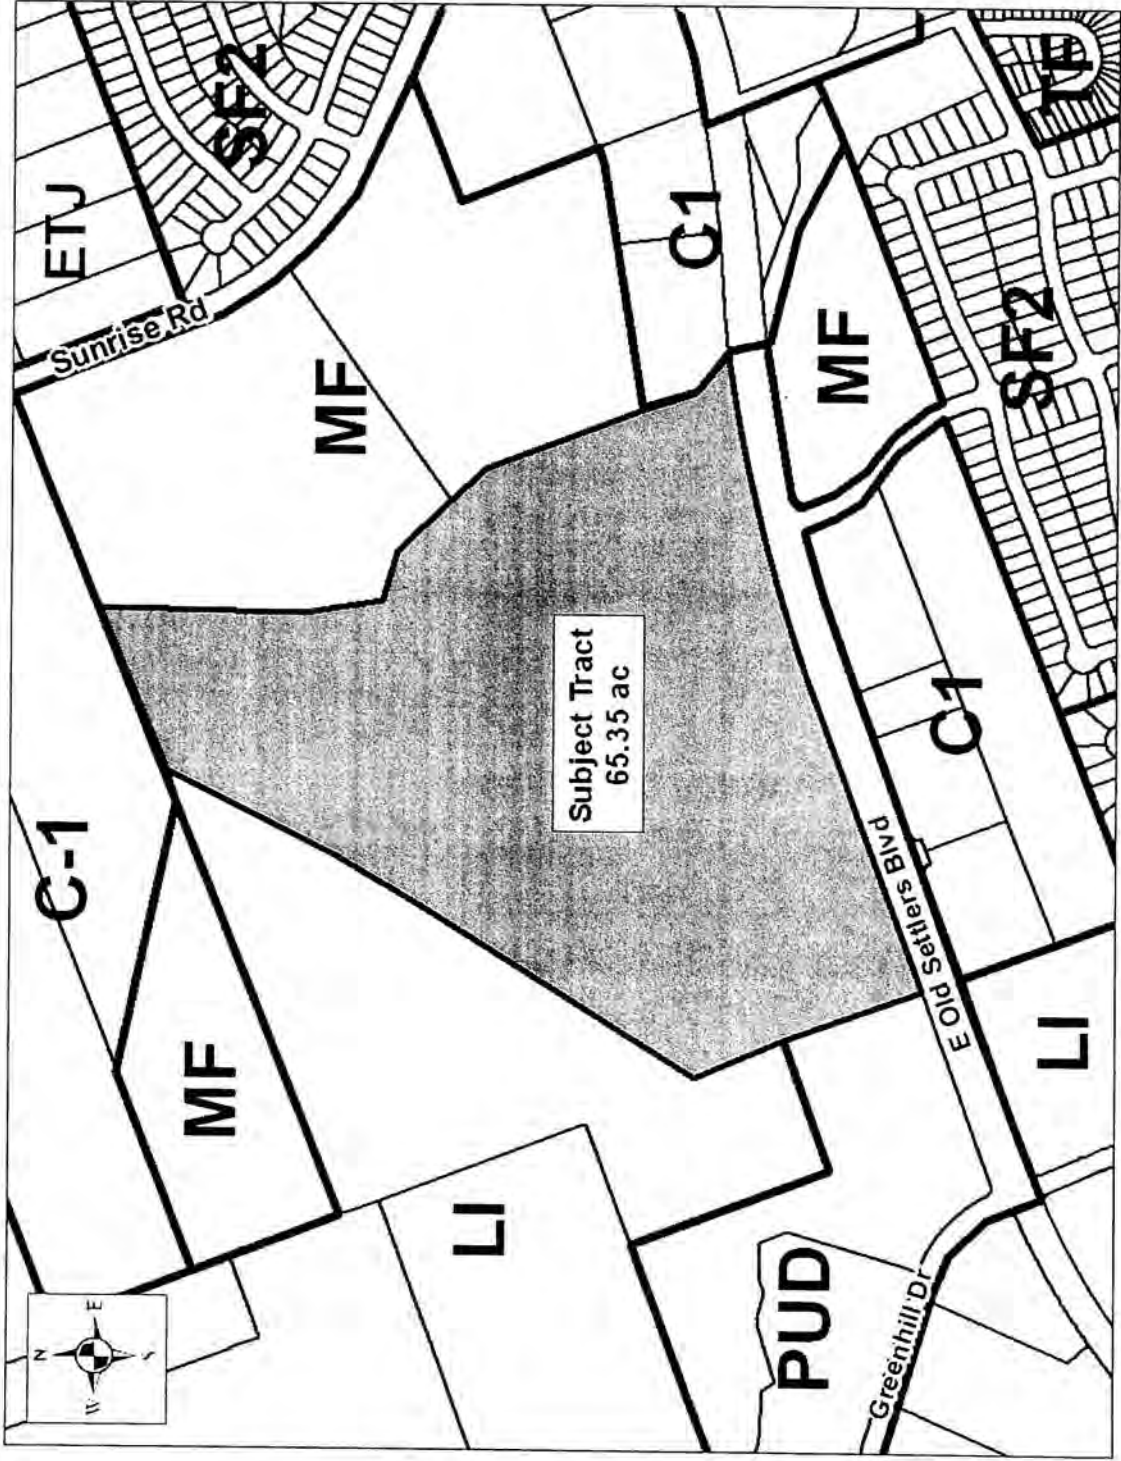 N
W E
S
C-1
ETJ
Sunrise Rd
MF
SF2
MF
LI
Subject Tract
65.35 ac
C1
PUD
MF
Greenhill Dr
E Old Settlers Blvd
C1
SF2
LI
TF